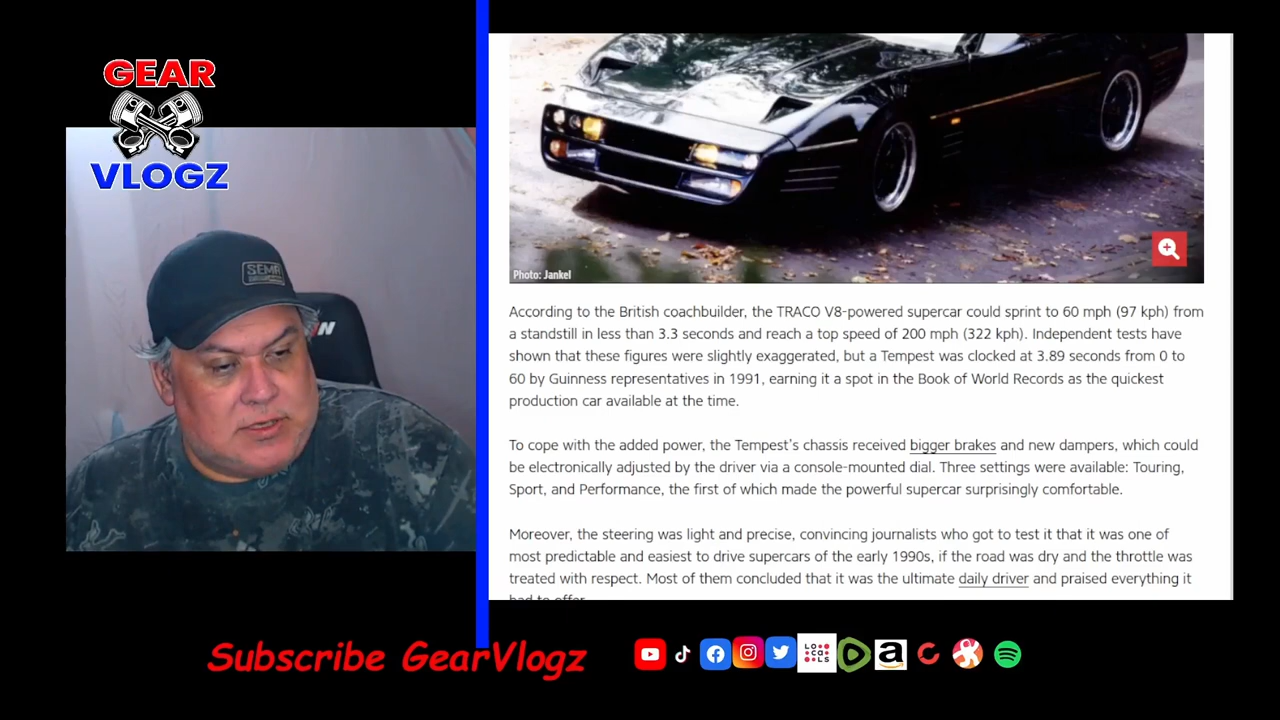 GEAR
VLOGZ
SEMA
Photo: Jankel
According to the British coachbuilder, the TRACO V8-powered supercar could sprint to 60 mph (97 kph) from
a standstill in less than 3.3 seconds and reach a top speed of 200 mph (322 kph). Independent tests have
shown that these figures were slightly exaggerated, but a Tempest was clocked at 3.89 seconds from 0 to
60 by Guinness representatives in 1991, earning it a spot in the Book of World Records as the quickest
production car available at the time.
To cope with the added power, the Tempest's chassis received bigger brakes and new dampers, which could
be electronically adjusted by the driver via a console-mounted dial. Three settings were available: Touring,
Sport, and Performance, the first of which made the powerful supercar surprisingly comfortable.
Moreover, the steering was light and precise, convincing journalists who got to test it that it was one of
most predictable and easiest to drive supercars of the early 1990s, if the road was dry and the throttle was
treated with respect. Most of them concluded that it was the ultimate daily driver and praised everything it
had to offer.
Subscribe GearVlogz
LOCALS